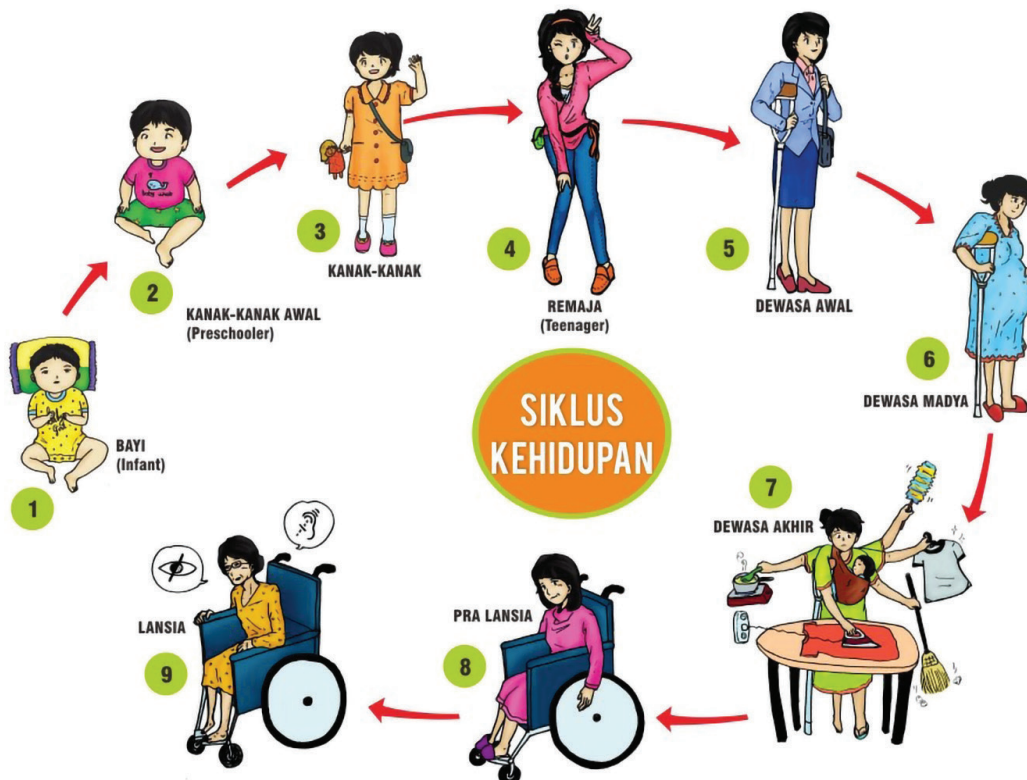 1
BAYI
(Infant)
2
KANAK-KANAK AWAL
(Preschooler)
3
KANAK-KANAK
4
REMAJA
(Teenager)
5
DEWASA AWAL
6
DEWASA MADYA
7
DEWASA AKHIR
8
PRA LANSIA
9
LANSIA
SIKLUS
KEHIDUPAN